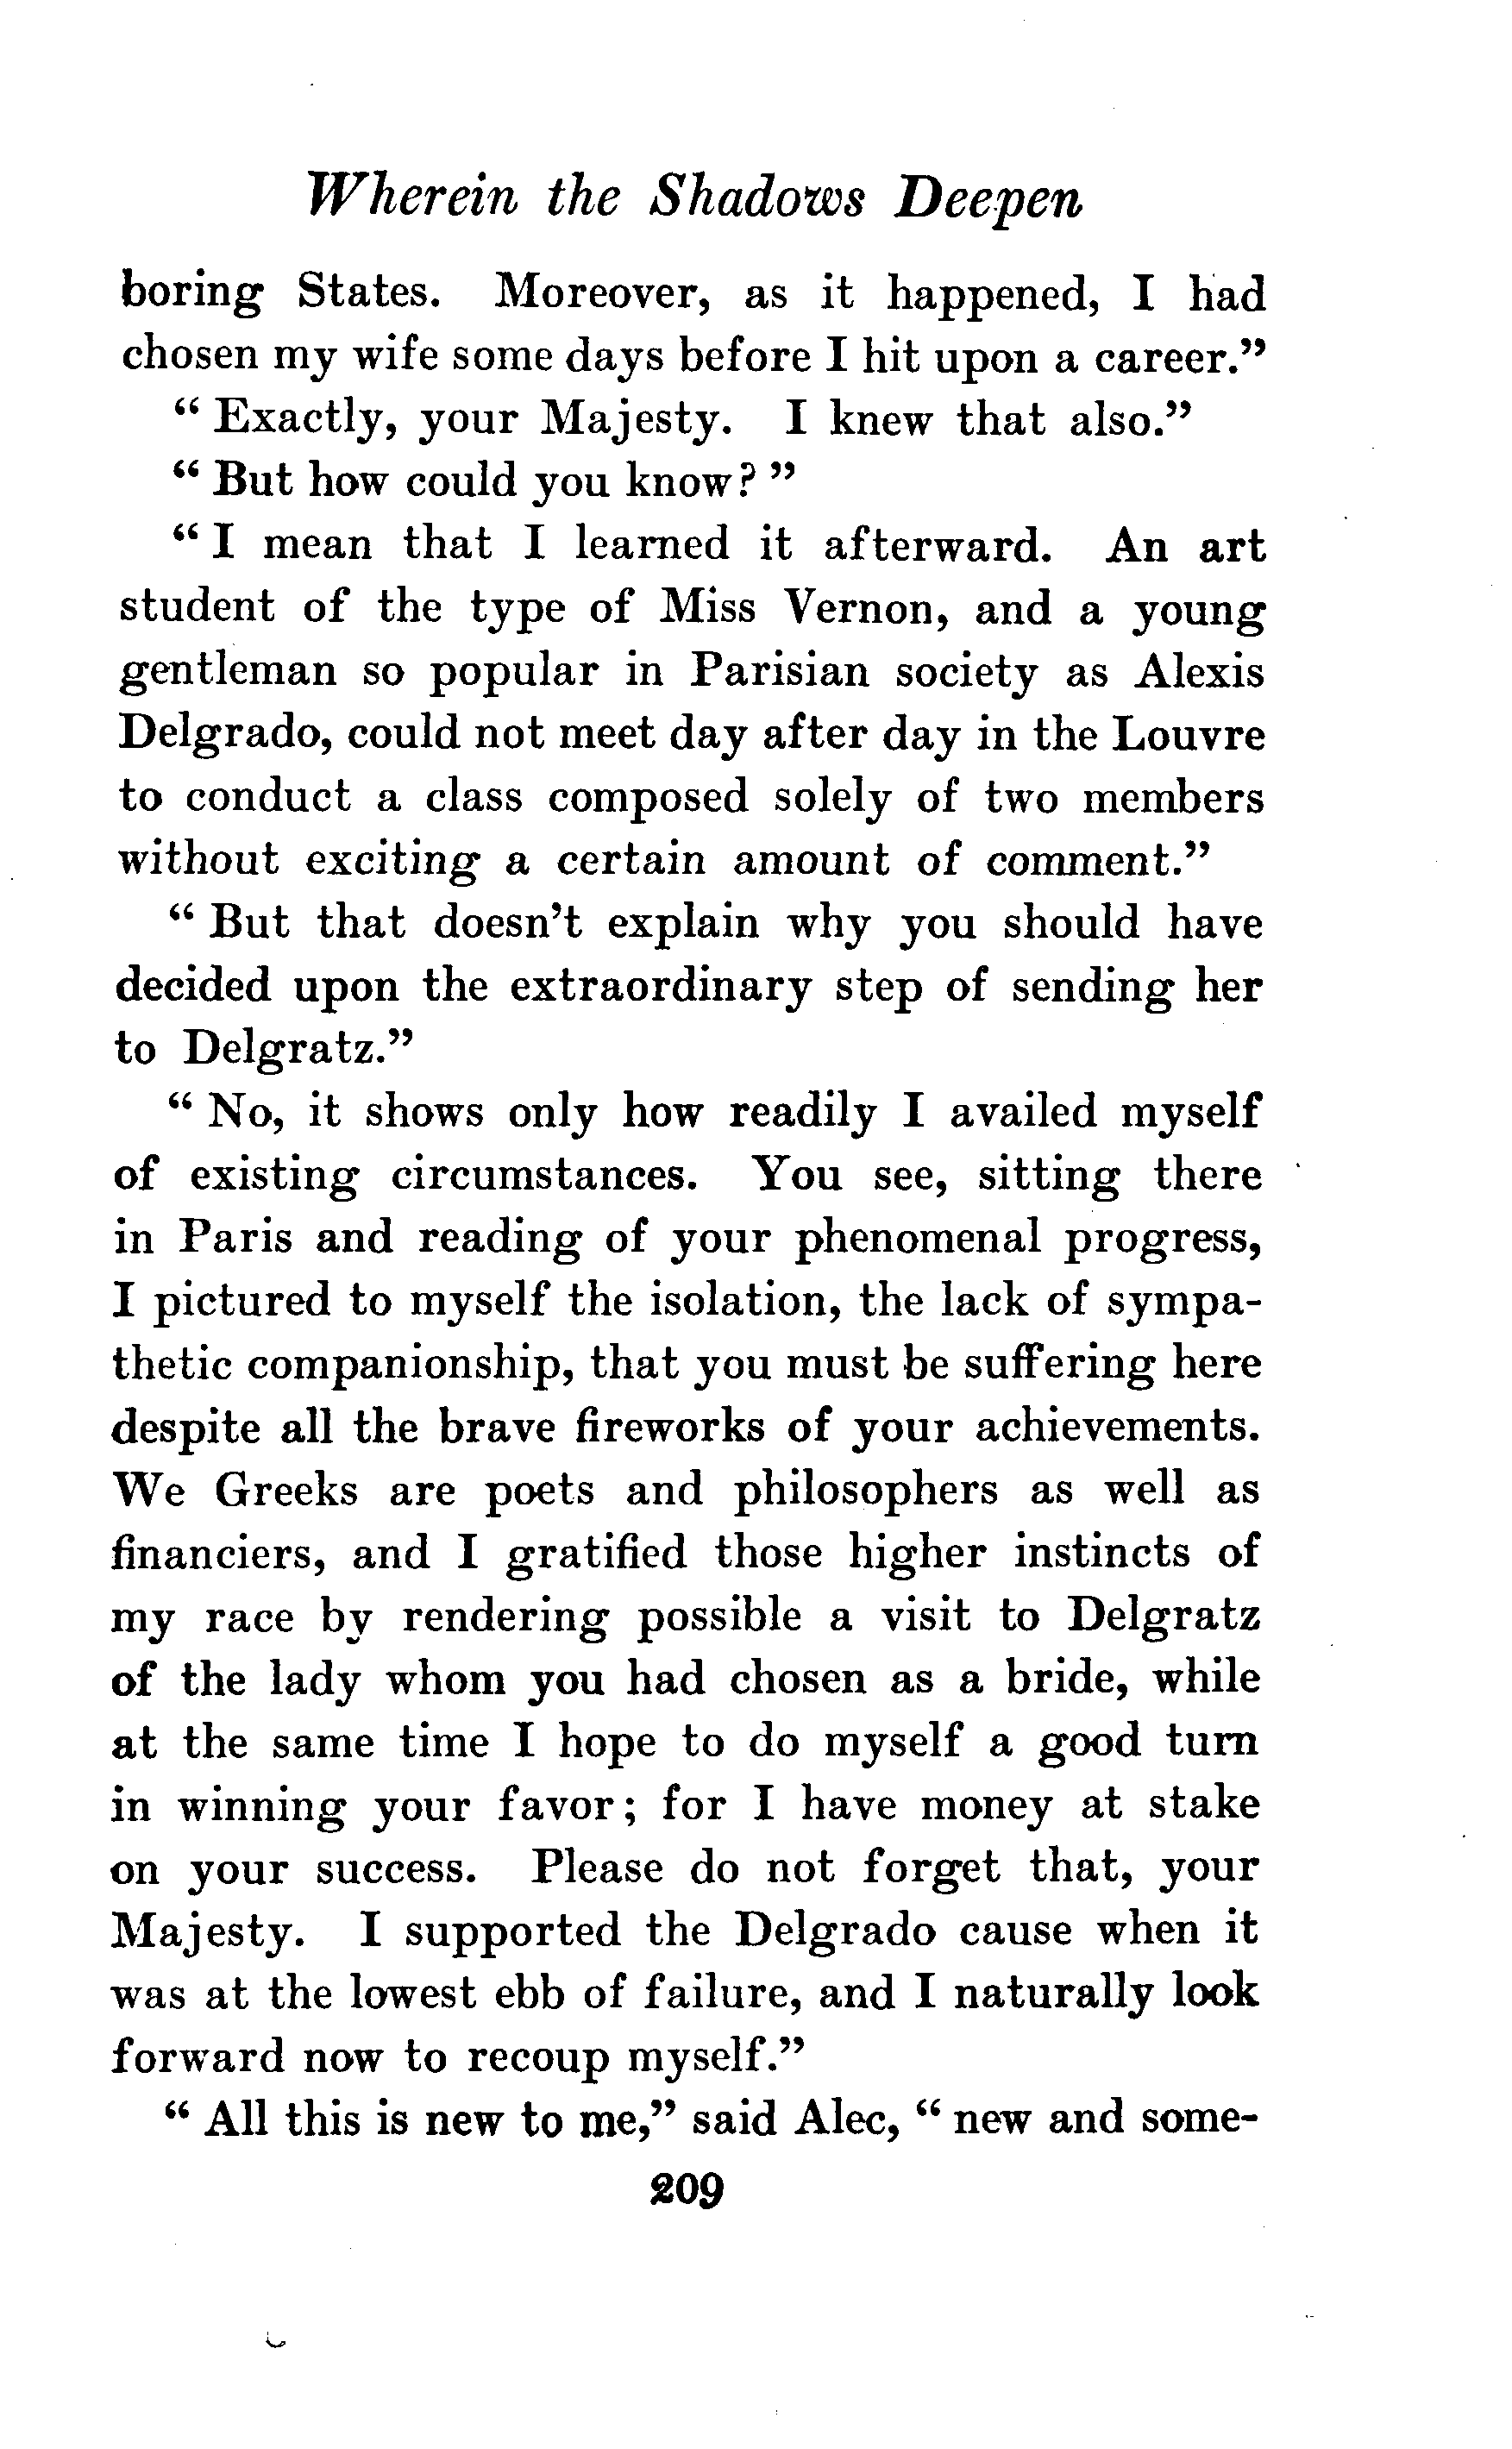 Wherein the Shadows Deepen
boring States. Moreover, as it happened, I had
chosen my wife some days before I hit upon a career.”
“ Exactly, your Majesty. I knew that also.”
“ But how could you know? ”
“ I mean that I learned it afterward. An art
student of the type of Miss Vernon, and a young
gentleman so popular in Parisian society as Alexis
Delgrado, could not meet day after day in the Louvre
to conduct a class composed solely of two members
without exciting a certain amount of comment.”
“ But that doesn’t explain why you should have
decided upon the extraordinary step of sending her
to Delgratz.”
“ No, it shows only how readily I availed myself
of existing circumstances. You see, sitting there
in Paris and reading of your phenomenal progress,
I pictured to myself the isolation, the lack of sympa-
thetic companionship, that you must be suffering here
despite all the brave fireworks of your achievements.
We Greeks are poets and philosophers as well as
financiers, and I gratified those higher instincts of
my race by rendering possible a visit to Delgratz
of the lady whom you had chosen as a bride, while
at the same time I hope to do myself a good turn
in winning your favor; for I have money at stake
on your success. Please do not forget that, your
Majesty. I supported the Delgrado cause when it
was at the lowest ebb of failure, and I naturally look
forward now to recoup myself.”
“ All this is new to me,” said Alec, “ new and some-
209